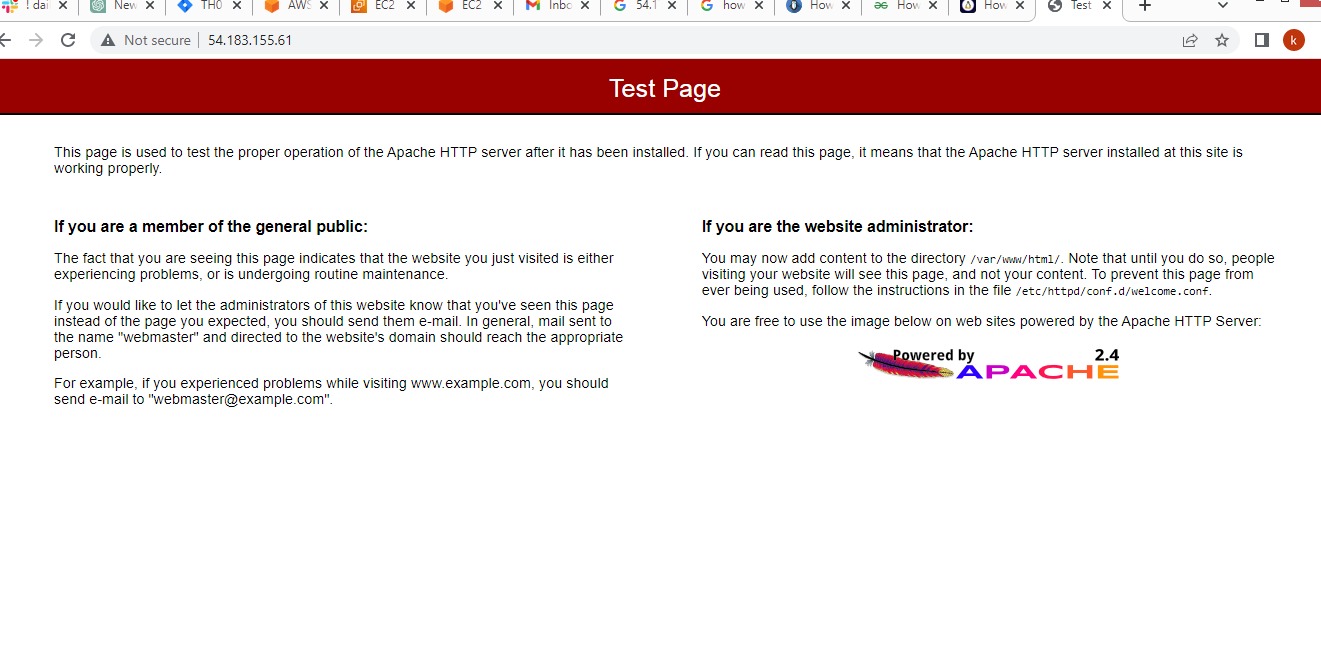 ! dai
New
THO
AWS
EC2
EC2
Inbo
54.1
how
How
How
How
Test
Not secure
54.183.155.61
k
Test Page
This page is used to test the proper operation of the Apache HTTP server after it has been installed. If you can read this page, it means that the Apache HTTP server installed at this site is
working properly.
If you are a member of the general public:
The fact that you are seeing this page indicates that the website you just visited is either
experiencing problems, or is undergoing routine maintenance.
If you would like to let the administrators of this website know that you've seen this page
instead of the page you expected, you should send them e-mail. In general, mail sent to
the name "webmaster" and directed to the website's domain should reach the appropriate
person.
For example, if you experienced problems while visiting www.example.com, you should
send e-mail to "webmaster@example.com".
If you are the website administrator:
You may now add content to the directory /var/www/html/. Note that until you do so, people
visiting your website will see this page, and not your content. To prevent this page from
ever being used, follow the instructions in the file /etc/httpd/conf.d/welcome.conf.
You are free to use the image below on web sites powered by the Apache HTTP Server:
Powered by 2.4
APACHE